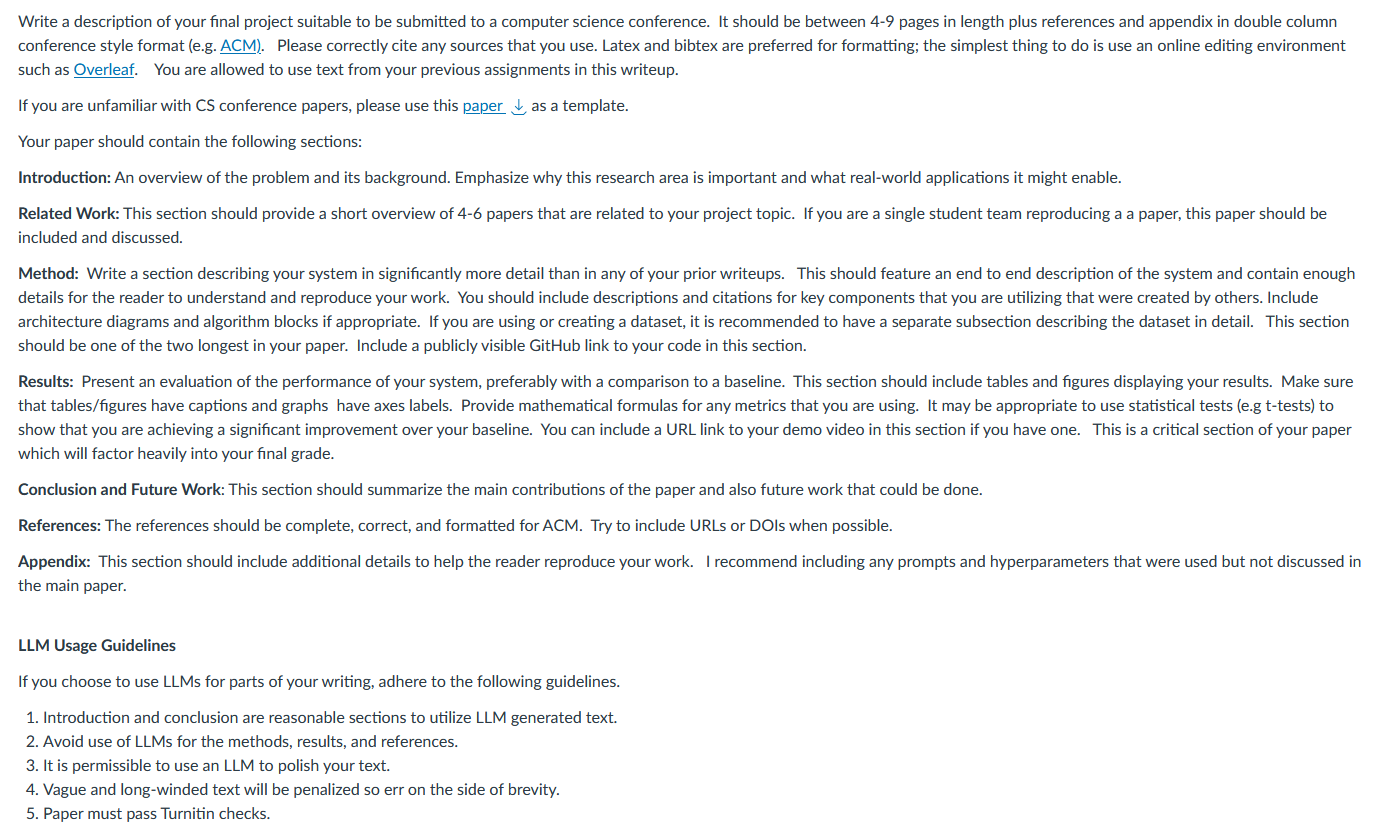 Write a description of your final project suitable to be submitted to a computer science conference. It should be between 4-9 pages in length plus references and appendix in double column
conference style format (e.g. ACM). Please correctly cite any sources that you use. Latex and bibtex are preferred for formatting; the simplest thing to do is use an online editing environment
such as Overleaf. You are allowed to use text from your previous assignments in this writeup.
If you are unfamiliar with CS conference papers, please use this paper ↓ as a template.
Your paper should contain the following sections:
Introduction: An overview of the problem and its background. Emphasize why this research area is important and what real-world applications it might enable.
Related Work: This section should provide a short overview of 4-6 papers that are related to your project topic. If you are a single student team reproducing a a paper, this paper should be
included and discussed.
Method: Write a section describing your system in significantly more detail than in any of your prior writeups. This should feature an end to end description of the system and contain enough
details for the reader to understand and reproduce your work. You should include descriptions and citations for key components that you are utilizing that were created by others. Include
architecture diagrams and algorithm blocks if appropriate. If you are using or creating a dataset, it is recommended to have a separate subsection describing the dataset in detail. This section
should be one of the two longest in your paper. Include a publicly visible GitHub link to your code in this section.
Results: Present an evaluation of the performance of your system, preferably with a comparison to a baseline. This section should include tables and figures displaying your results. Make sure
that tables/figures have captions and graphs have axes labels. Provide mathematical formulas for any metrics that you are using. It may be appropriate to use statistical tests (e.g t-tests) to
show that you are achieving a significant improvement over your baseline. You can include a URL link to your demo video in this section if you have one. This is a critical section of your paper
which will factor heavily into your final grade.
Conclusion and Future Work: This section should summarize the main contributions of the paper and also future work that could be done.
References: The references should be complete, correct, and formatted for ACM. Try to include URLs or DOIs when possible.
Appendix: This section should include additional details to help the reader reproduce your work. I recommend including any prompts and hyperparameters that were used but not discussed in
the main paper.
LLM Usage Guidelines
If you choose to use LLMs for parts of your writing, adhere to the following guidelines.
1. Introduction and conclusion are reasonable sections to utilize LLM generated text.
2. Avoid use of LLMs for the methods, results, and references.
3. It is permissible to use an LLM to polish your text.
4. Vague and long-winded text will be penalized so err on the side of brevity.
5. Paper must pass Turnitin checks.